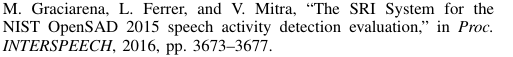 M. Graciarena, L. Ferrer, and V. Mitra, “The SRI System for the
NIST OpenSAD 2015 speech activity detection evaluation,” in Proc.
INTERSPEECH, 2016, pp. 3673–3677.